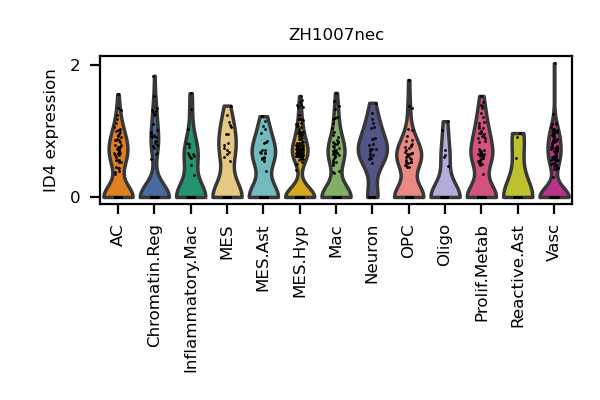 ZH1007nec
ID4 expression
2
0
AC
Chromatin.Reg
Inflammatory.Mac
MES
MES.Ast
MES.Hyp
Mac
Neuron
OPC
Oligo
Prolif.Metab
Reactive.Ast
Vasc